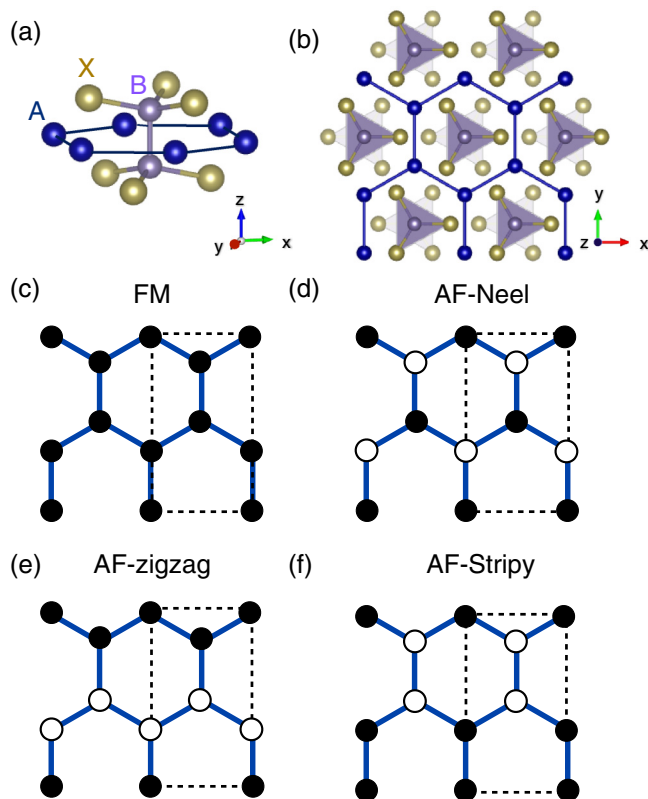 (a)
X
B
A
z
x
y
(b)
y
z
x
(c)
FM
(d)
AF-Neel
(e)
AF-zigzag
(f)
AF-Stripy